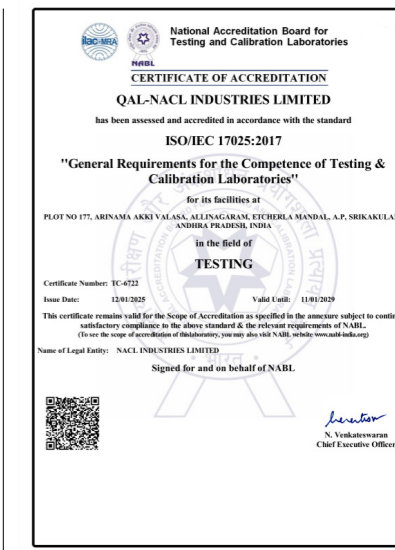 ilac-MRA
NABL
National Accreditation Board for
Testing and Calibration Laboratories
CERTIFICATE OF ACCREDITATION
QAL-NACL INDUSTRIES LIMITED
has been assessed and accredited in accordance with the standard
ISO/IEC 17025:2017
"General Requirements for the Competence of Testing &
Calibration Laboratories"
for its facilities at
PLOT NO 177, ARINAMA AKKI VALASA, ALLINAGARAM, ETCHERLA MANDAL, A.P, SRIKAKULA
ANDHRA PRADESH, INDIA
in the field of
TESTING
Certificate Number: TC-6722
Issue Date: 12/01/2025 Valid Until: 11/01/2029
This certificate remains valid for the Scope of Accreditation as specified in the annexure subject to contin
satisfactory compliance to the above standard & the relevant requirements of NABL.
(To see the scope of accreditation of thislaboratory, you may also visit NABL website www.nabl-india.org)
Name of Legal Entity: NACL INDUSTRIES LIMITED
Signed for and on behalf of NABL
N. Venkateswaran
Chief Executive Officer